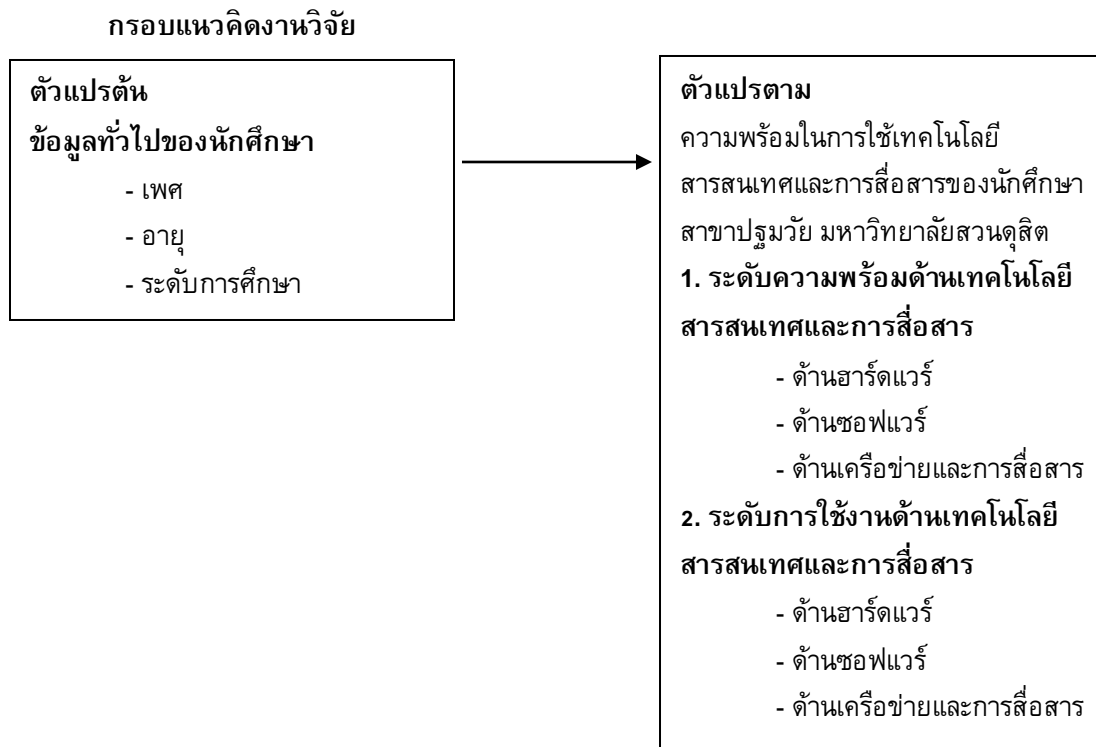 กรอบแนวคิดงานวิจัย
ตัวแปรต้น
ข้อมูลทั่วไปของนักศึกษา
- เพศ
- อายุ
- ระดับการศึกษา
ตัวแปรตาม
ความพร้อมในการใช้เทคโนโลยี
สารสนเทศและการสื่อสารของนักศึกษา
สาขาปฐมวัย มหาวิทยาลัยสวนดุสิต
1. ระดับความพร้อมด้านเทคโนโลยี
สารสนเทศและการสื่อสาร
- ด้านฮาร์ดแวร์
- ด้านซอฟแวร์
- ด้านเครือข่ายและการสื่อสาร
2. ระดับการใช้งานด้านเทคโนโลยี
สารสนเทศและการสื่อสาร
- ด้านฮาร์ดแวร์
- ด้านซอฟแวร์
- ด้านเครือข่ายและการสื่อสาร